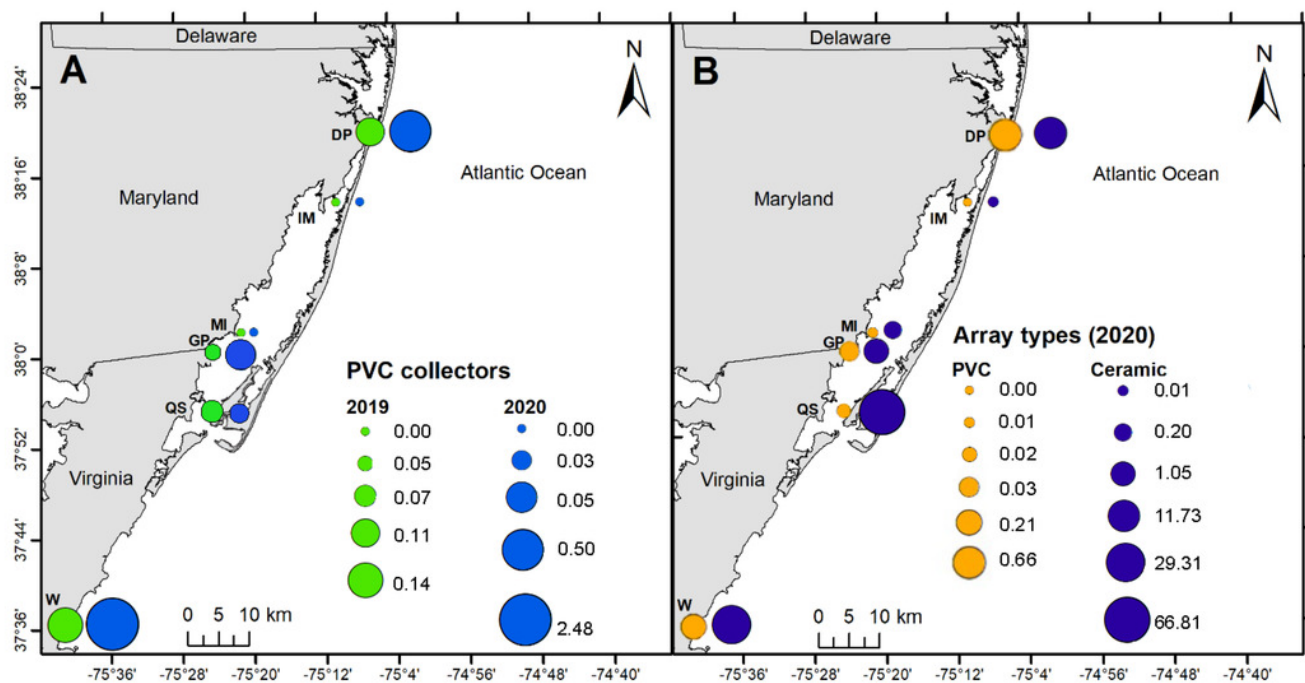 Delaware
A
N
DP
Atlantic Ocean
Maryland
IM
MI
GP
QS
Virginia
W
PVC collectors
2019
2020
0.00
0.00
0.05
0.03
0.07
0.05
0.11
0.50
0.14
2.48
0 5 10 km
38°24'
38°16'
38°8'
38°0'
37°52'
37°44'
37°36'
-75°36' -75°28' -75°20' -75°12' -75°4' -74°56' -74°48' -74°40'
Delaware
B
N
DP
Atlantic Ocean
Maryland
IM
MI
GP
QS
Virginia
W
Array types (2020)
PVC
Ceramic
0.00
0.01
0.01
0.20
0.02
1.05
0.03
11.73
0.21
29.31
0.66
66.81
0 5 10 km
-75°36' -75°28' -75°20' -75°12' -75°4' -74°56' -74°48' -74°40'